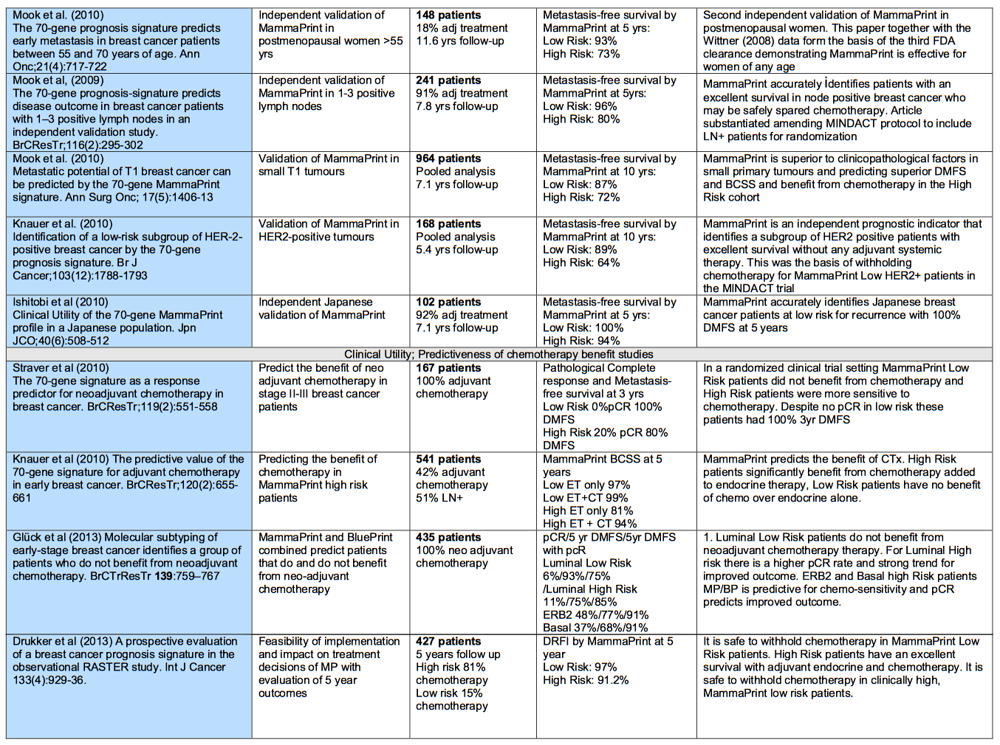 Mook et al. (2010)
The 70-gene prognosis signature predicts
early metastasis in breast cancer patients
between 55 and 70 years of age. Ann
Onc;21(4):717-722
Independent validation of
MammaPrint in
postmenopausal women >55
yrs
148 patients
18% adj treatment
11.6 yrs follow-up
Metastasis-free survival by
MammaPrint at 5 yrs:
Low Risk: 93%
High Risk: 73%
Second independent validation of MammaPrint in
postmenopausal women. This paper together with the
Wittner (2008) data form the basis of the third FDA
clearance demonstrating MammaPrint is effective for
women of any age
Mook et al, (2009)
The 70-gene prognosis-signature predicts
disease outcome in breast cancer patients
with 1–3 positive lymph nodes in an
independent validation study.
BrCResTr;116(2):295-302
Independent validation of
MammaPrint in 1-3 positive
lymph nodes
241 patients
91% adj treatment
7.8 yrs follow-up
Metastasis-free survival by
MammaPrint at 5yrs:
Low Risk: 96%
High Risk: 80%
MammaPrint accurately identifies patients with an
excellent survival in node positive breast cancer who
may be safely spared chemotherapy. Article
substantiated amending MINDACT protocol to include
LN+ patients for randomization
Mook et al. (2010)
Metastatic potential of T1 breast cancer can
be predicted by the 70-gene MammaPrint
signature. Ann Surg Onc; 17(5):1406-13
Validation of MammaPrint in
small T1 tumours
964 patients
Pooled analysis
7.1 yrs follow-up
Metastasis-free survival by
MammaPrint at 10 yrs:
Low Risk: 87%
High Risk: 72%
MammaPrint is superior to clinicopathological factors in
small primary tumours and predicting superior DMFS
and BCSS and benefit from chemotherapy in the High
Risk cohort
Knauer et al. (2010)
Identification of a low-risk subgroup of HER-2-
positive breast cancer by the 70-gene
prognosis signature. Br J
Cancer;103(12):1788-1793
Validation of MammaPrint in
HER2-positive tumours
168 patients
Pooled analysis
5.4 yrs follow-up
Metastasis-free survival by
MammaPrint at 10 yrs:
Low Risk: 89%
High Risk: 64%
MammaPrint is an independent prognostic indicator that
identifies a subgroup of HER2 positive patients with
excellent survival without any adjuvant systemic
therapy. This was the basis of withholding
chemotherapy for MammaPrint Low HER2+ patients in
the MINDACT trial
Ishitobi et al (2010)
Clinical Utility of the 70-gene MammaPrint
profile in a Japanese population. Jpn
JCO;40(6):508-512
Independent Japanese
validation of MammaPrint
102 patients
92% adj treatment
7.1 yrs follow-up
Metastasis-free survival by
MammaPrint at 5 yrs:
Low Risk: 100%
High Risk: 94%
MammaPrint accurately identifies Japanese breast
cancer patients at low risk for recurrence with 100%
DMFS at 5 years
Clinical Utility; Predictiveness of chemotherapy benefit studies
Straver et al (2010)
The 70-gene signature as a response
predictor for neoadjuvant chemotherapy in
breast cancer. BrCResTr;119(2):551-558
Predict the benefit of neo
adjuvant chemotherapy in
stage II-III breast cancer
patients
167 patients
100% adjuvant
chemotherapy
Pathological Complete
response and Metastasis-
free survival at 3 yrs
Low Risk 0%pCR 100%
DMFS
High Risk 20% pCR 80%
DMFS
In a randomized clinical trial setting MammaPrint Low
Risk patients did not benefit from chemotherapy and
High Risk patients were more sensitive to
chemotherapy. Despite no pCR in low risk these
patients had 100% 3yr DMFS
Knauer et al (2010) The predictive value of the
70-gene signature for adjuvant chemotherapy
in early breast cancer. BrCResTr;120(2):655-
661
Predicting the benefit of
chemotherapy in
MammaPrint high risk
patients
541 patients
42% adjuvant
chemotherapy
51% LN+
MammaPrint BCSS at 5
years
Low ET only 97%
Low ET+CT 99%
High ET only 81%
High ET + CT 94%
MammaPrint predicts the benefit of CTx. High Risk
patients significantly benefit from chemotherapy added
to endocrine therapy, Low Risk patients have no benefit
of chemo over endocrine alone.
Glück et al (2013) Molecular subtyping of
early-stage breast cancer identifies a group of
patients who do not benefit from neoadjuvant
chemotherapy. BrCTrResTr 139:759–767
MammaPrint and BluePrint
combined predict patients
that do and do not benefit
from neo-adjuvant
chemotherapy
435 patients
100% neo adjuvant
chemotherapy
pCR/5 yr DMFS/5yr DMFS
with pcR
Luminal Low Risk
6%/93%/75%
/Luminal High Risk
11%/75%/85%
ERB2 48%/77%/91%
Basal 37%/68%/91%
1. Luminal Low Risk patients do not benefit from
neoadjuvant chemotherapy therapy. For Luminal High
risk there is a higher pCR rate and strong trend for
improved outcome. ERB2 and Basal high Risk patients
MP/BP is predictive for chemo-sensitivity and pCR
predicts improved outcome.
Drukker et al (2013) A prospective evaluation
of a breast cancer prognosis signature in the
observational RASTER study. Int J Cancer
133(4):929-36.
Feasibility of implementation
and impact on treatment
decisions of MP with
evaluation of 5 year
outcomes
427 patients
5 years follow up
High risk 81%
chemotherapy
Low risk 15%
chemotherapy
DRFI by MammaPrint at 5
year
Low Risk: 97%
High Risk: 91.2%
It is safe to withhold chemotherapy in MammaPrint Low
Risk patients. High Risk patients have an excellent
survival with adjuvant endocrine and chemotherapy. It is
safe to withhold chemotherapy in clinically high,
MammaPrint low risk patients.